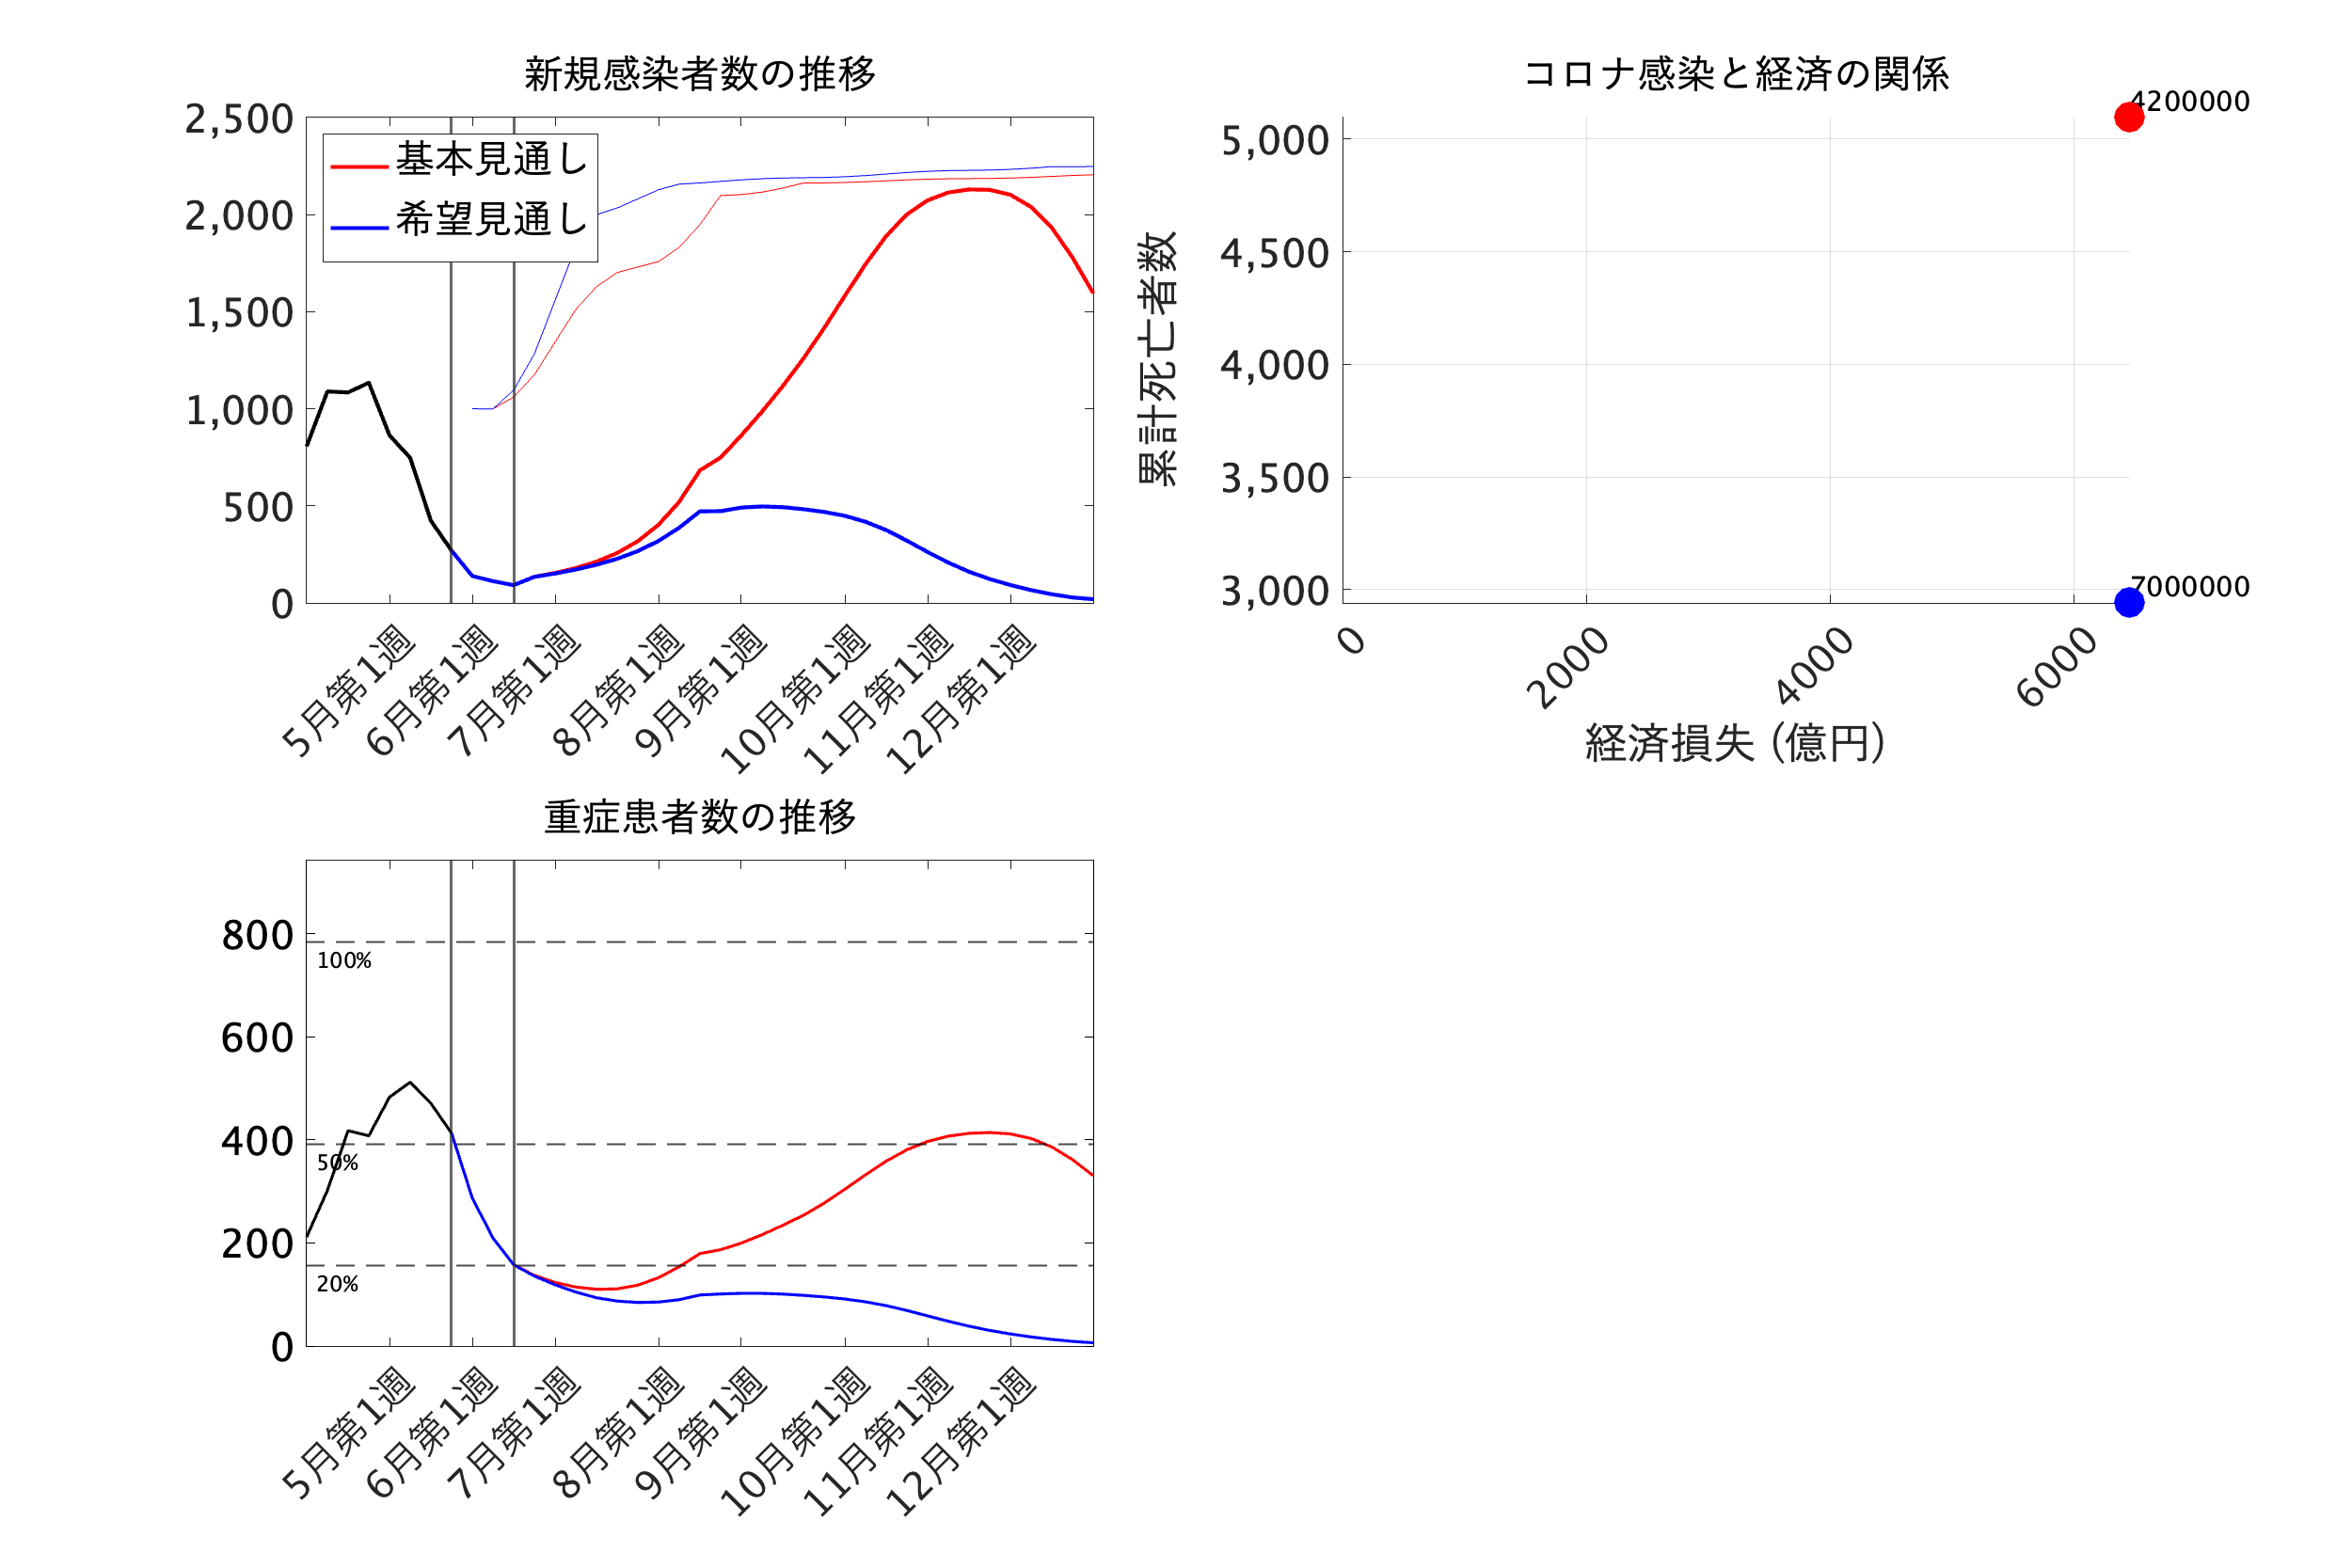 新規感染者数の推移
2,500
2,000
1,500
1,000
500
0
基本見通し
希望見通し
5月第1週
6月第1週
7月第1週
8月第1週
9月第1週
10月第1週
11月第1週
12月第1週
コロナ感染と経済の関係
累計死亡者数
5,000
4,500
4,000
3,500
3,000
4200000
7000000
0
2000
4000
6000
経済損失 (億円)
重症患者数の推移
800
600
400
200
0
100%
50%
20%
5月第1週
6月第1週
7月第1週
8月第1週
9月第1週
10月第1週
11月第1週
12月第1週